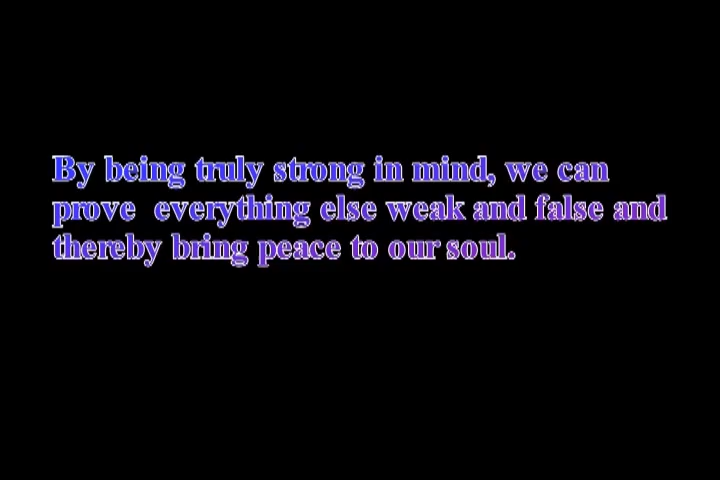 By being truly strong in mind, we can
prove  everything else weak and false and
thereby bring peace to our soul.